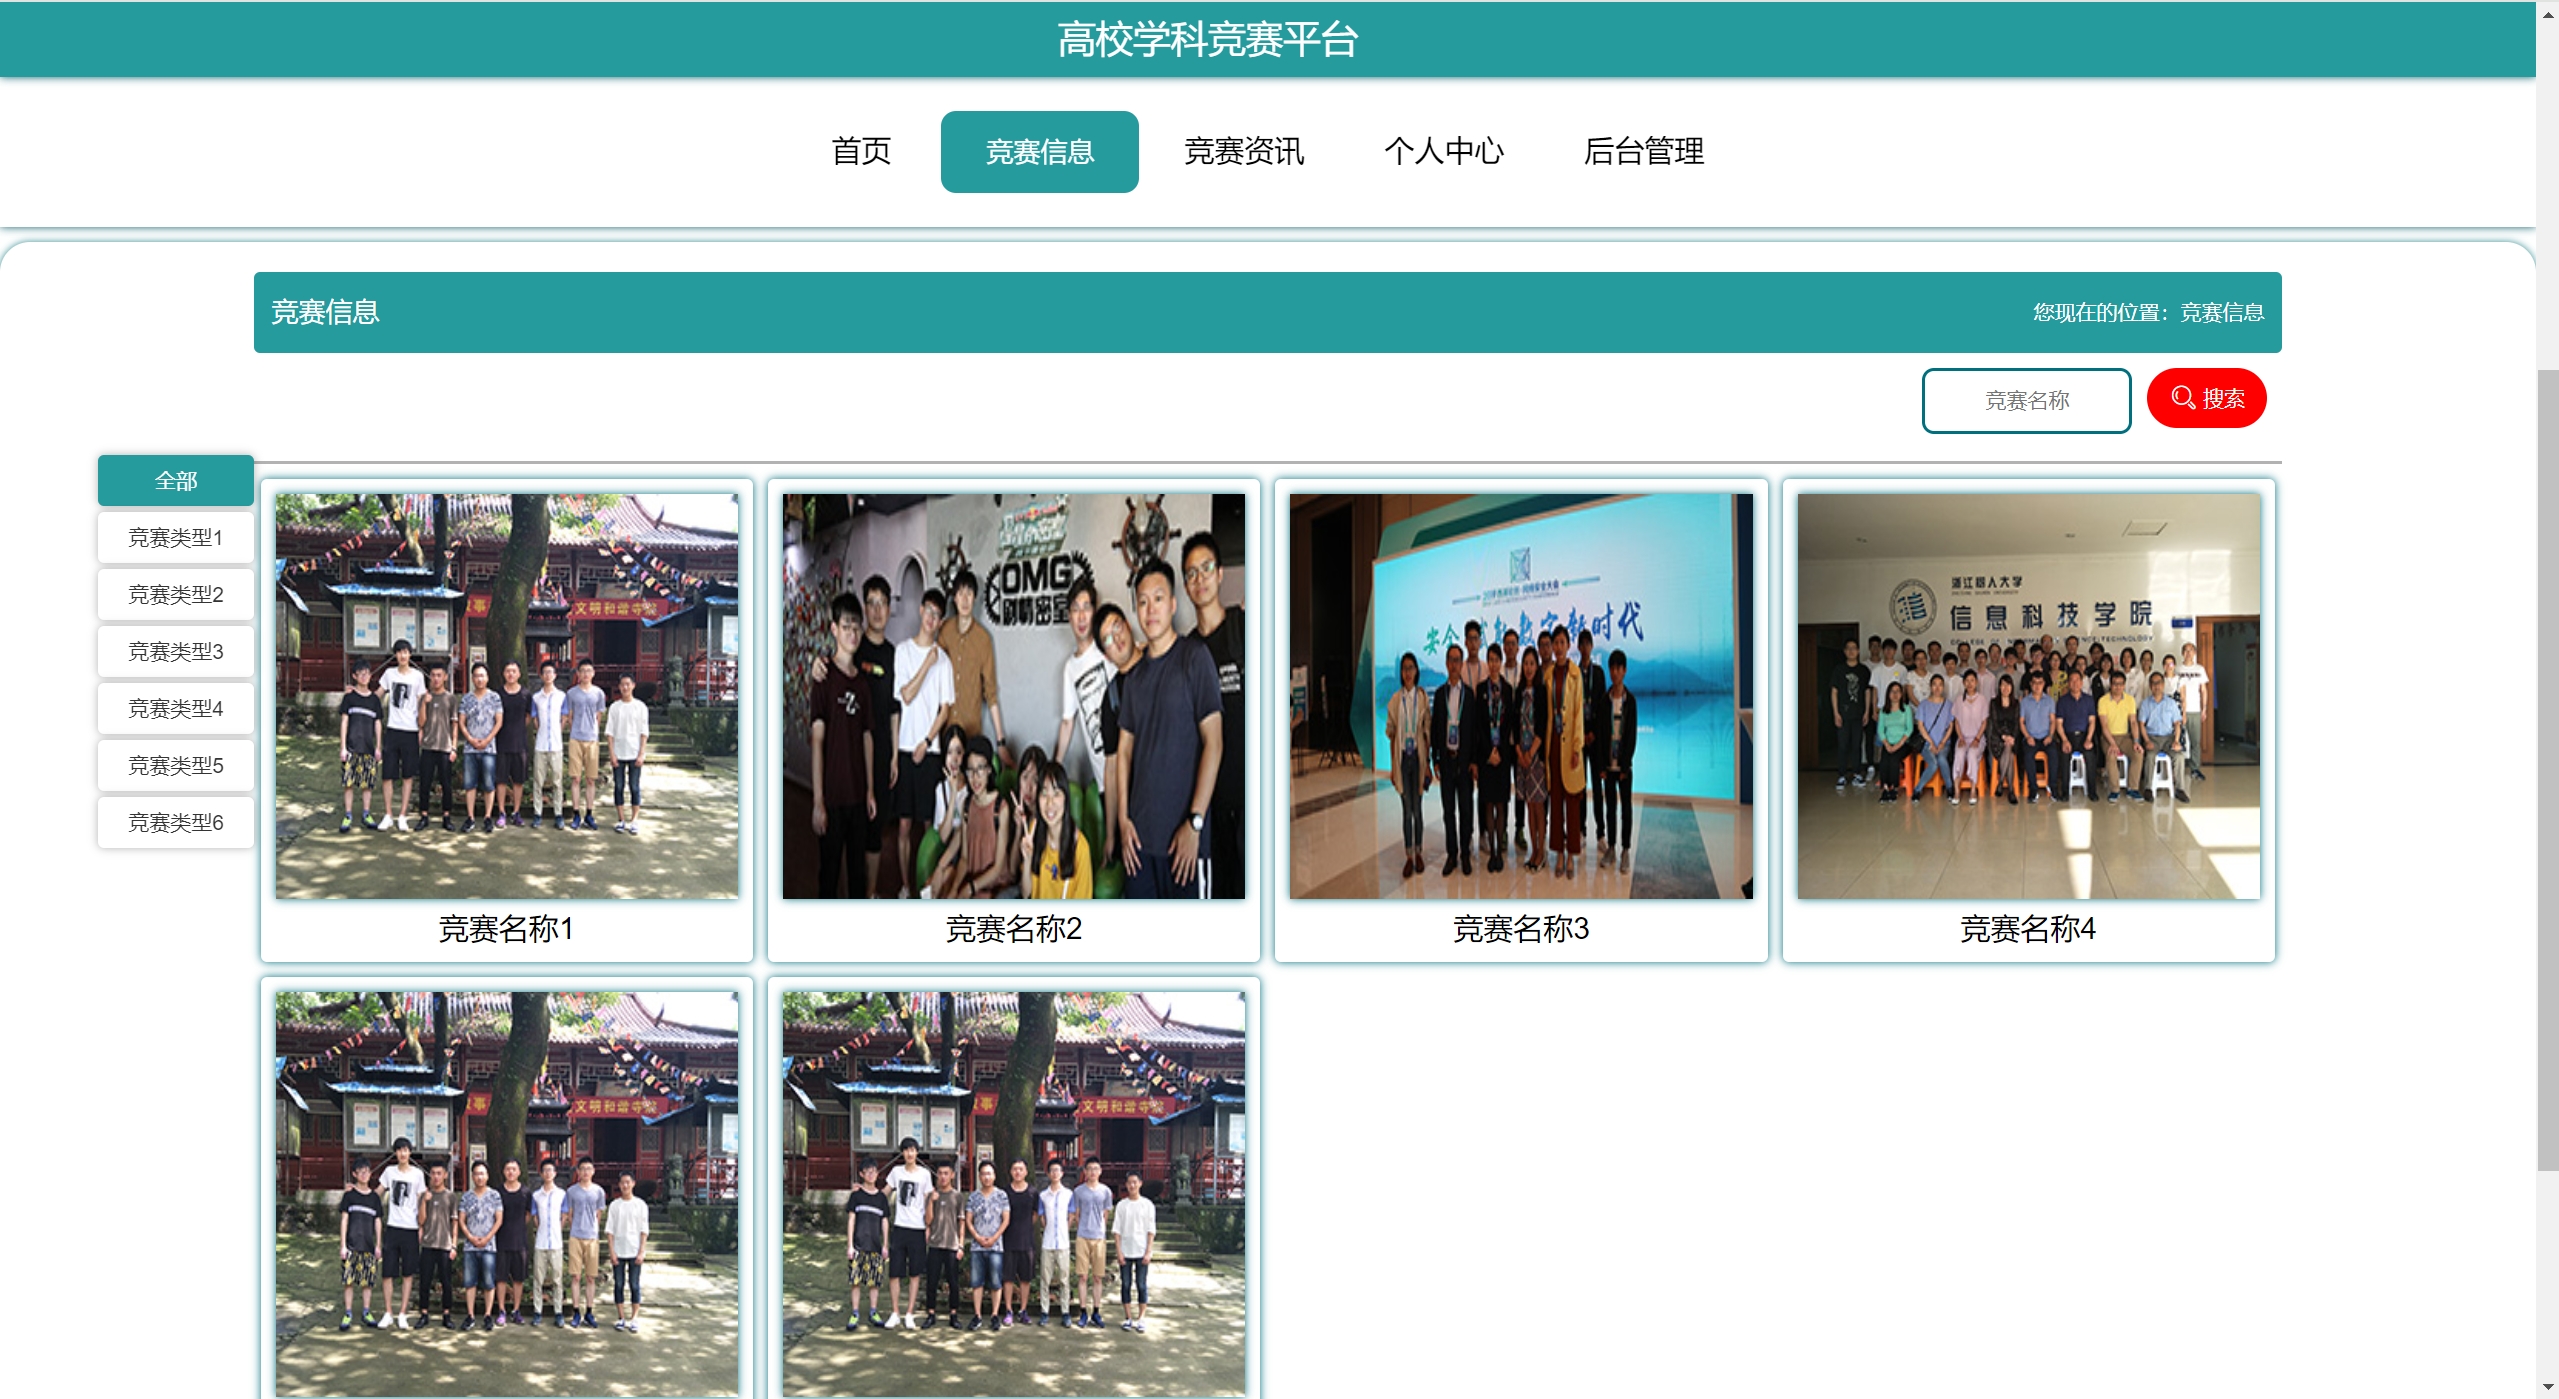 高校学科竞赛平台
首页
竞赛信息
竞赛资讯
个人中心
后台管理
竞赛信息
您现在的位置：竞赛信息
竞赛名称
搜索
全部
竞赛类型1
竞赛类型2
竞赛类型3
竞赛类型4
竞赛类型5
竞赛类型6
文明和谐寺院
OMG
剧情密室
数字新时代
浙江树人大学
信息科技学院
竞赛名称1
竞赛名称2
竞赛名称3
竞赛名称4
文明和谐寺院
文明和谐寺院